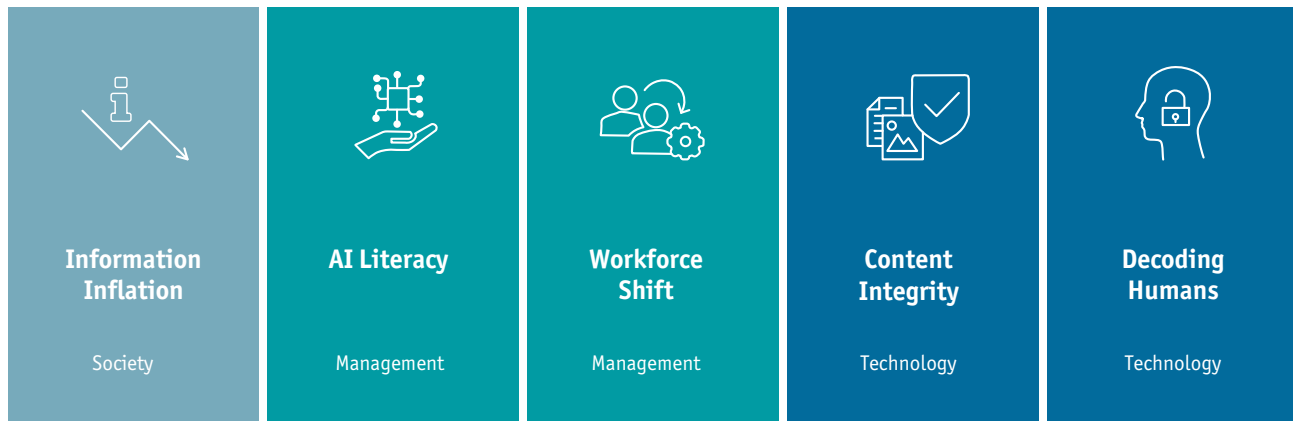 Information
Inflation
Society
AI Literacy
Management
Workforce
Shift
Management
Content
Integrity
Technology
Decoding
Humans
Technology